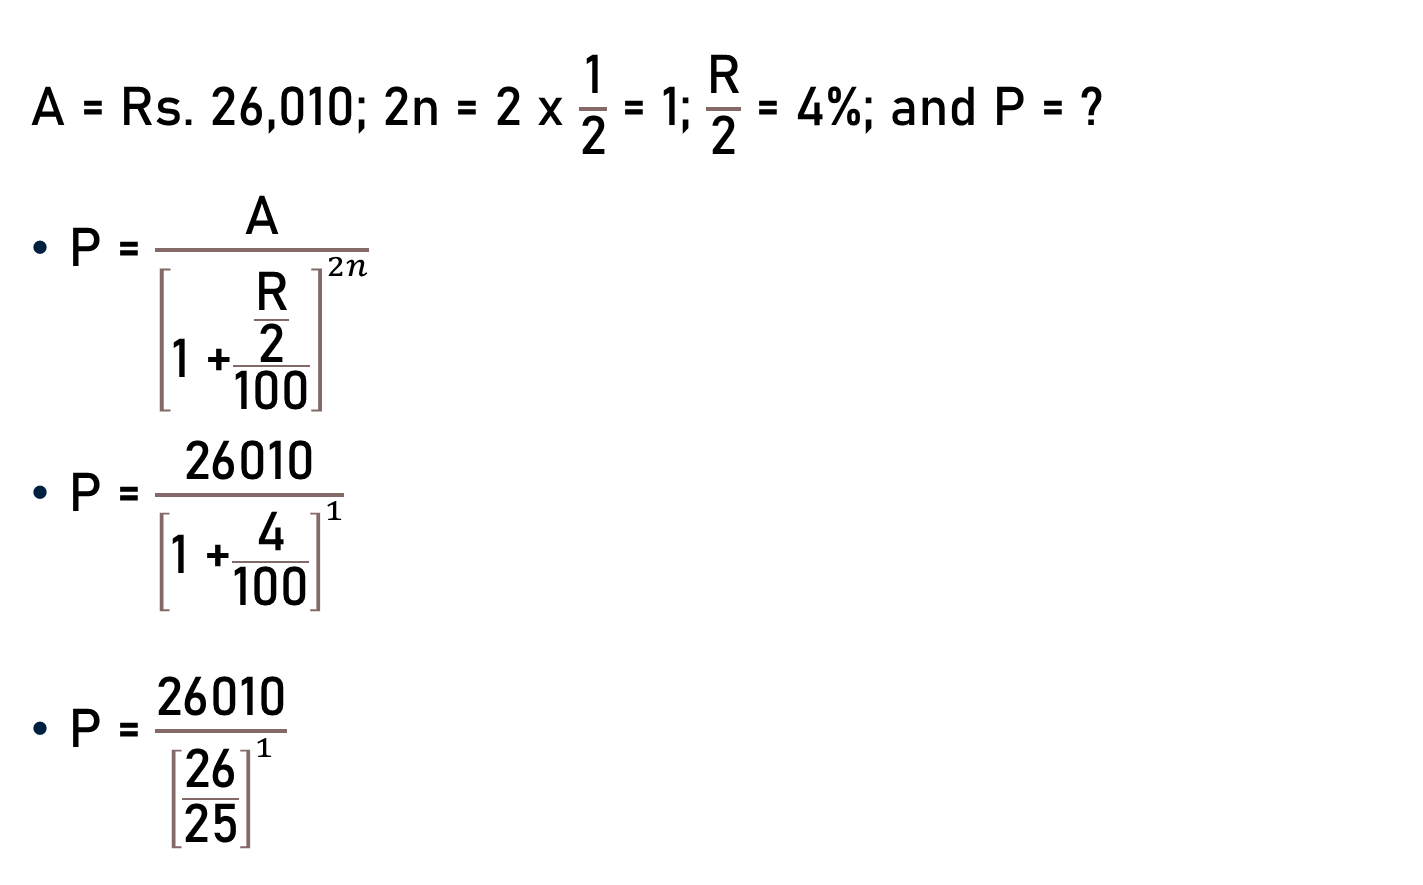 A = Rs. 26,010; 2n = 2 x 1/2 = 1; R/2 = 4%; and P = ?
• P = A / [1 + (R/2)/100]^2n
• P = 26010 / [1 + 4/100]^1
• P = 26010 / [26/25]^1